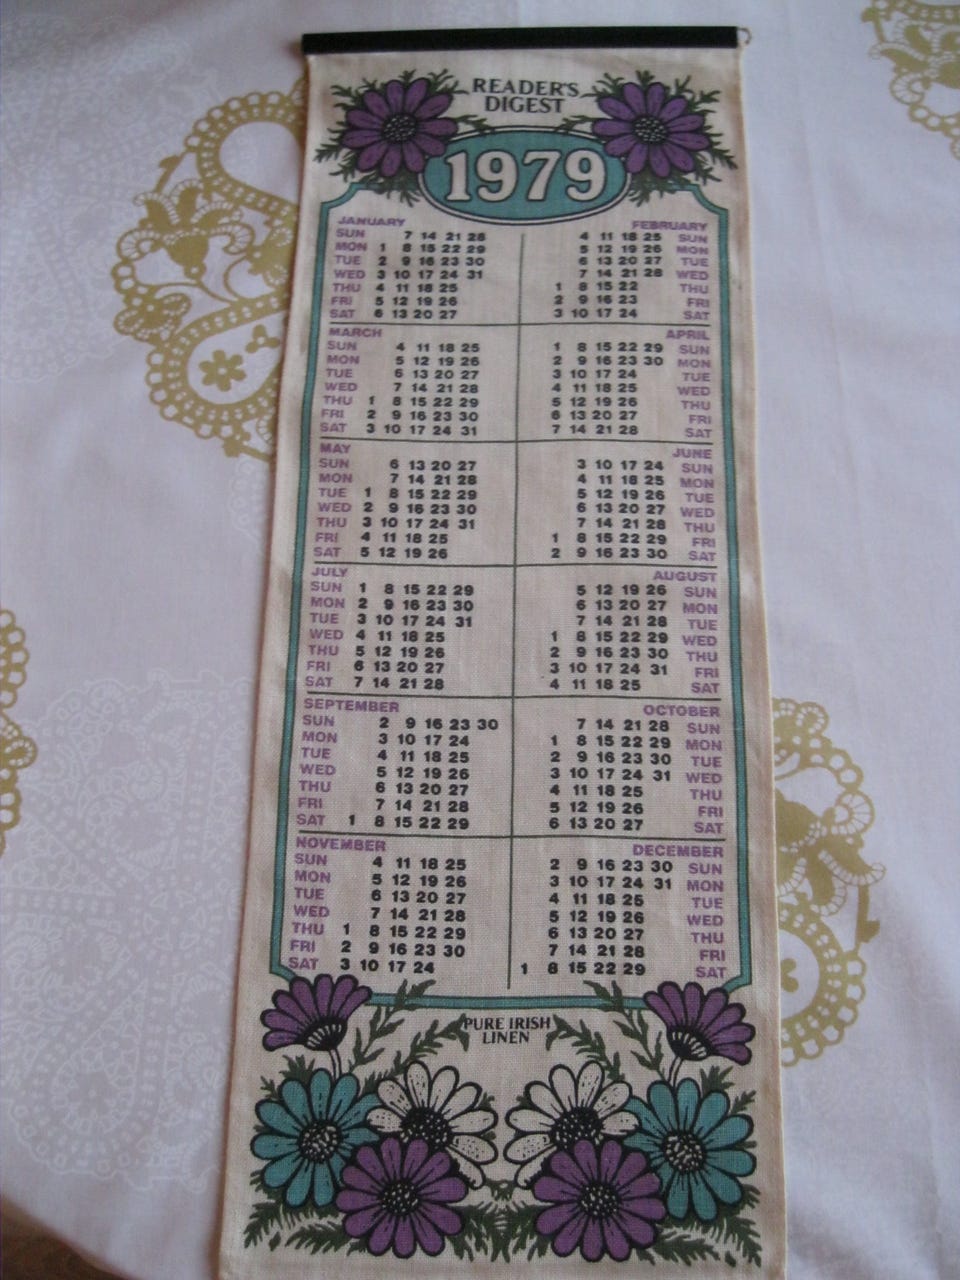 READER'S
DIGEST
1979
JANUARY
SUN 7 14 21 28
MON 1 8 15 22 29
TUE 2 9 16 23 30
WED 3 10 17 24 31
THU 4 11 18 25
FRI 5 12 19 26
SAT 6 13 20 27
FEBRUARY
4 11 18 25 SUN
5 12 19 26 MON
6 13 20 27 TUE
7 14 21 28 WED
1 8 15 22 THU
2 9 16 23 FRI
3 10 17 24 SAT
MARCH
SUN 4 11 18 25
MON 5 12 19 26
TUE 6 13 20 27
WED 7 14 21 28
THU 1 8 15 22 29
FRI 2 9 16 23 30
SAT 3 10 17 24 31
APRIL
1 8 15 22 29 SUN
2 9 16 23 30 MON
3 10 17 24 TUE
4 11 18 25 WED
5 12 19 26 THU
6 13 20 27 FRI
7 14 21 28 SAT
MAY
SUN 6 13 20 27
MON 7 14 21 28
TUE 1 8 15 22 29
WED 2 9 16 23 30
THU 3 10 17 24 31
FRI 4 11 18 25
SAT 5 12 19 26
JUNE
3 10 17 24 SUN
4 11 18 25 MON
5 12 19 26 TUE
6 13 20 27 WED
7 14 21 28 THU
1 8 15 22 29 FRI
2 9 16 23 30 SAT
JULY
SUN 1 8 15 22 29
MON 2 9 16 23 30
TUE 3 10 17 24 31
WED 4 11 18 25
THU 5 12 19 26
FRI 6 13 20 27
SAT 7 14 21 28
AUGUST
5 12 19 26 SUN
6 13 20 27 MON
7 14 21 28 TUE
1 8 15 22 29 WED
2 9 16 23 30 THU
3 10 17 24 31 FRI
4 11 18 25 SAT
SEPTEMBER
SUN 2 9 16 23 30
MON 3 10 17 24
TUE 4 11 18 25
WED 5 12 19 26
THU 6 13 20 27
FRI 7 14 21 28
SAT 1 8 15 22 29
OCTOBER
7 14 21 28 SUN
1 8 15 22 29 MON
2 9 16 23 30 TUE
3 10 17 24 31 WED
4 11 18 25 THU
5 12 19 26 FRI
6 13 20 27 SAT
NOVEMBER
SUN 4 11 18 25
MON 5 12 19 26
TUE 6 13 20 27
WED 7 14 21 28
THU 1 8 15 22 29
FRI 2 9 16 23 30
SAT 3 10 17 24
DECEMBER
2 9 16 23 30 SUN
3 10 17 24 31 MON
4 11 18 25 TUE
5 12 19 26 WED
6 13 20 27 THU
7 14 21 28 FRI
1 8 15 22 29 SAT
PURE IRISH
LINEN